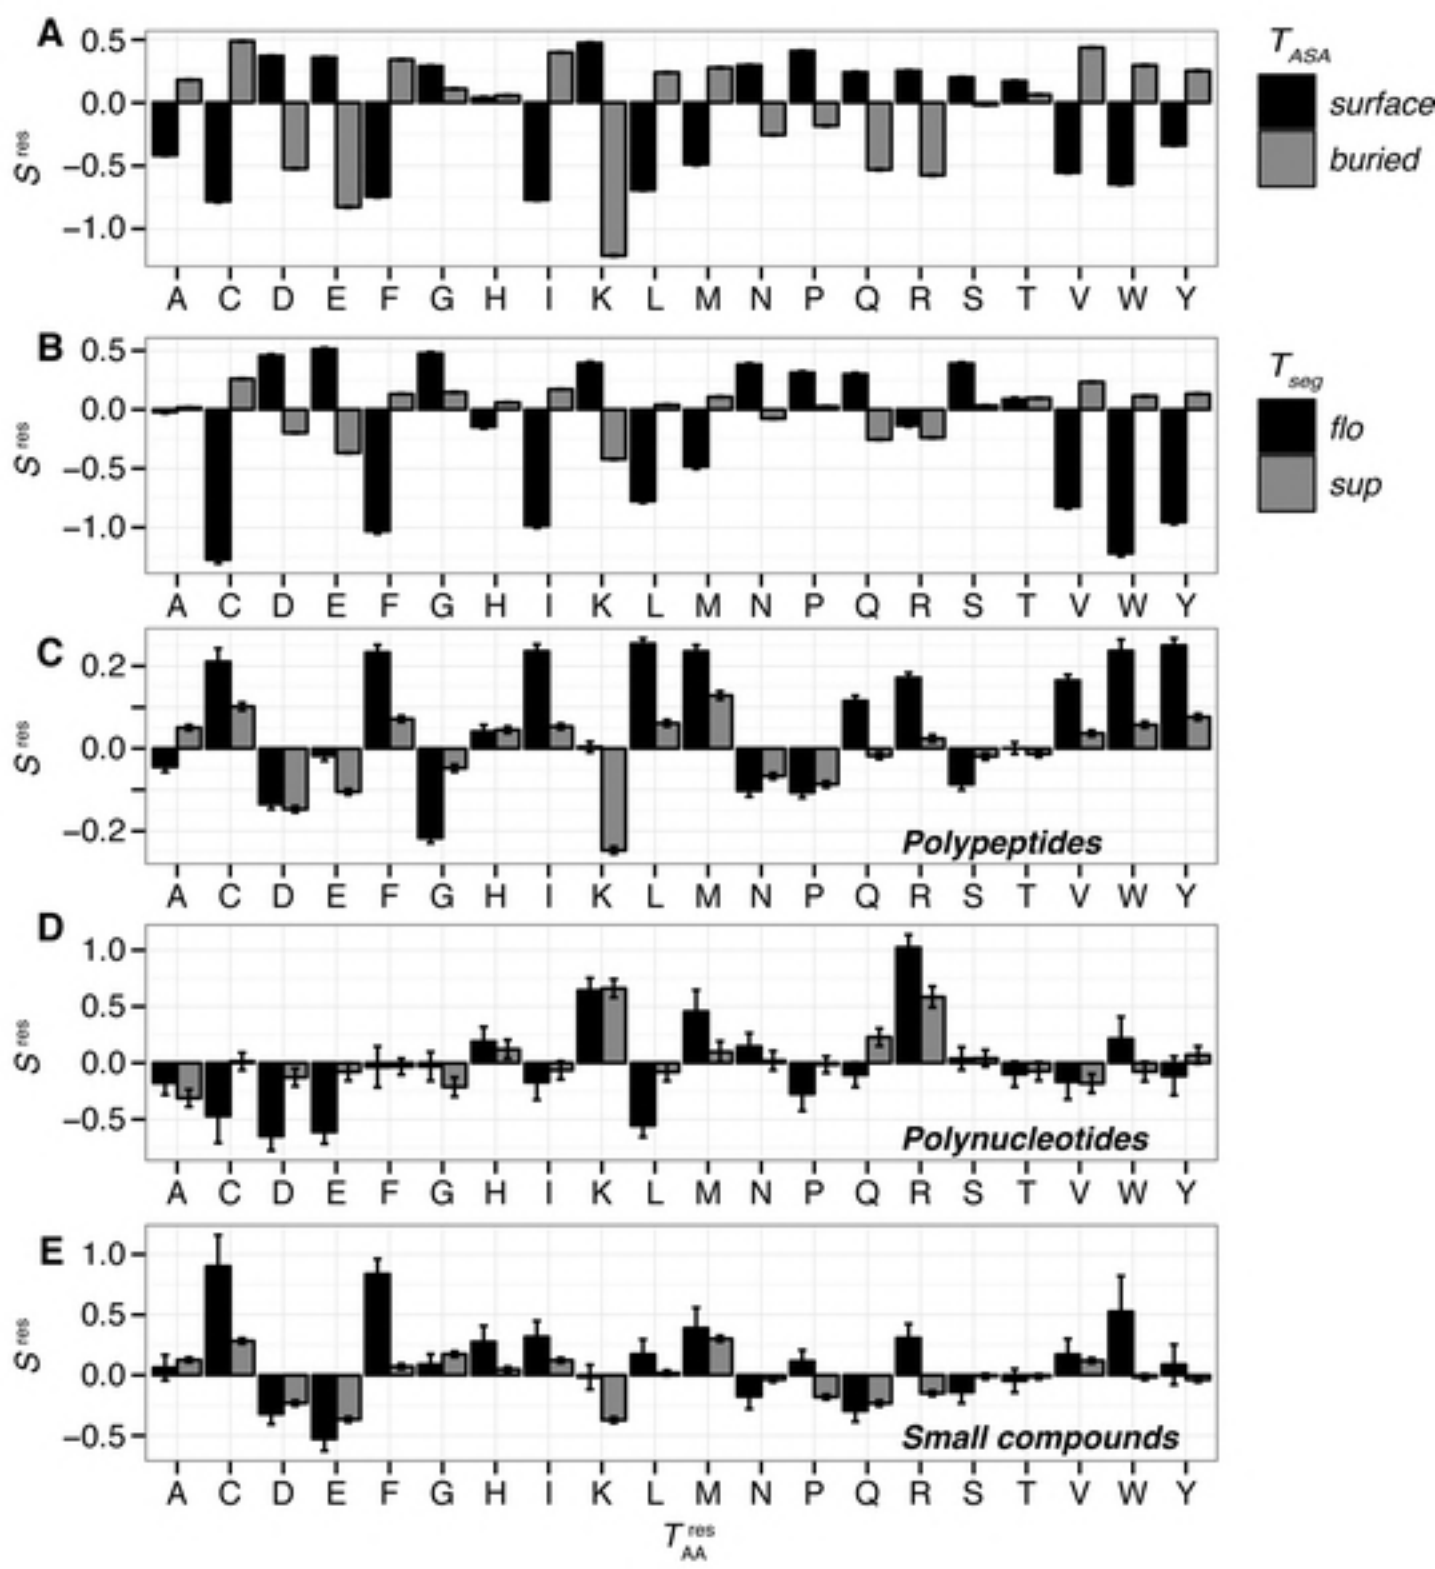 A
0.5
0.0
−0.5
−1.0
S res
A C D E F G H I K L M N P Q R S T V W Y
T ASA
surface
buried
B
0.5
0.0
−0.5
−1.0
S res
A C D E F G H I K L M N P Q R S T V W Y
T seg
flo
sup
C
0.2
0.0
−0.2
S res
Polypeptides
A C D E F G H I K L M N P Q R S T V W Y
D
1.0
0.5
0.0
−0.5
S res
Polynucleotides
A C D E F G H I K L M N P Q R S T V W Y
E
1.0
0.5
0.0
−0.5
S res
Small compounds
A C D E F G H I K L M N P Q R S T V W Y
T res AA